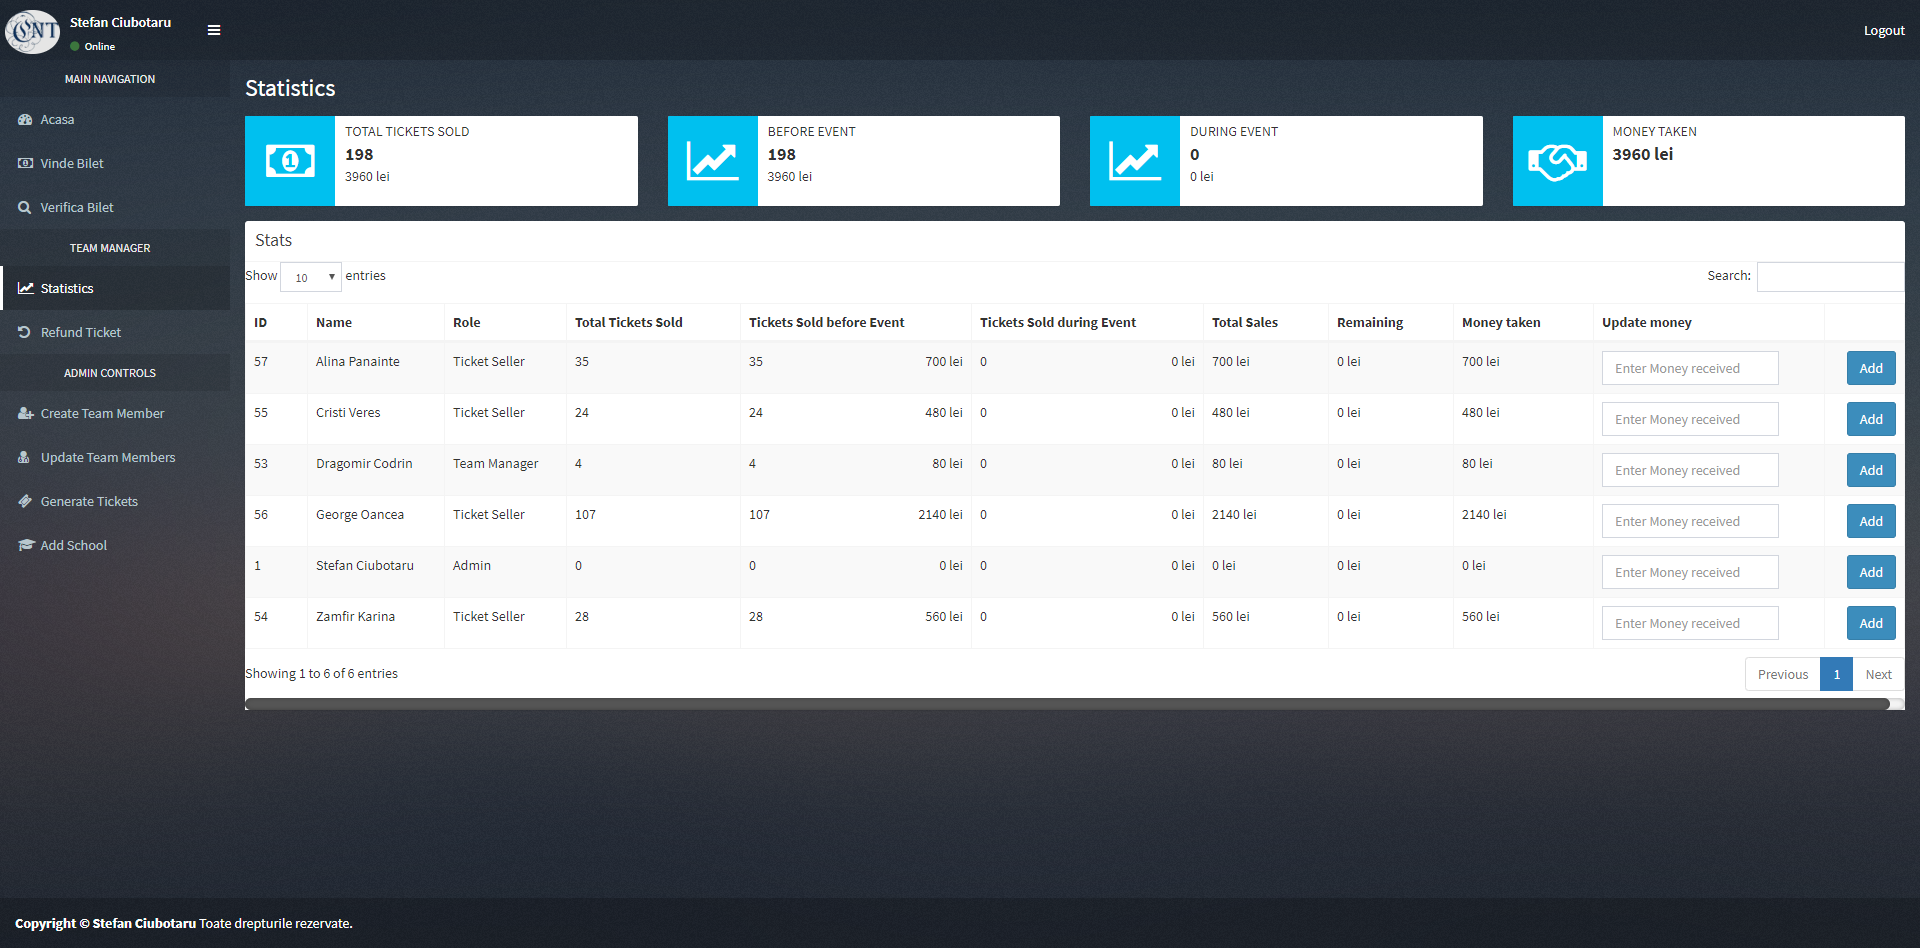 SNT
Stefan Ciubotaru
Online
Logout
MAIN NAVIGATION
Acasa
Vinde Bilet
Verifica Bilet
TEAM MANAGER
Statistics
Refund Ticket
ADMIN CONTROLS
Create Team Member
Update Team Members
Generate Tickets
Add School
Statistics
1
TOTAL TICKETS SOLD
198
3960 lei
BEFORE EVENT
198
3960 lei
DURING EVENT
0
0 lei
MONEY TAKEN
3960 lei
Stats
Show 10 entries Search:
ID Name Role Total Tickets Sold Tickets Sold before Event Tickets Sold during Event Total Sales Remaining Money taken Update money
57 Alina Panainte Ticket Seller 35 35 700 lei 0 0 lei 700 lei 0 lei 700 lei Enter Money received Add
55 Cristi Veres Ticket Seller 24 24 480 lei 0 0 lei 480 lei 0 lei 480 lei Enter Money received Add
53 Dragomir Codrin Team Manager 4 4 80 lei 0 0 lei 80 lei 0 lei 80 lei Enter Money received Add
56 George Oancea Ticket Seller 107 107 2140 lei 0 0 lei 2140 lei 0 lei 2140 lei Enter Money received Add
1 Stefan Ciubotaru Admin 0 0 0 lei 0 0 lei 0 lei 0 lei 0 lei Enter Money received Add
54 Zamfir Karina Ticket Seller 28 28 560 lei 0 0 lei 560 lei 0 lei 560 lei Enter Money received Add
Showing 1 to 6 of 6 entries Previous 1 Next
Copyright © Stefan Ciubotaru Toate drepturile rezervate.